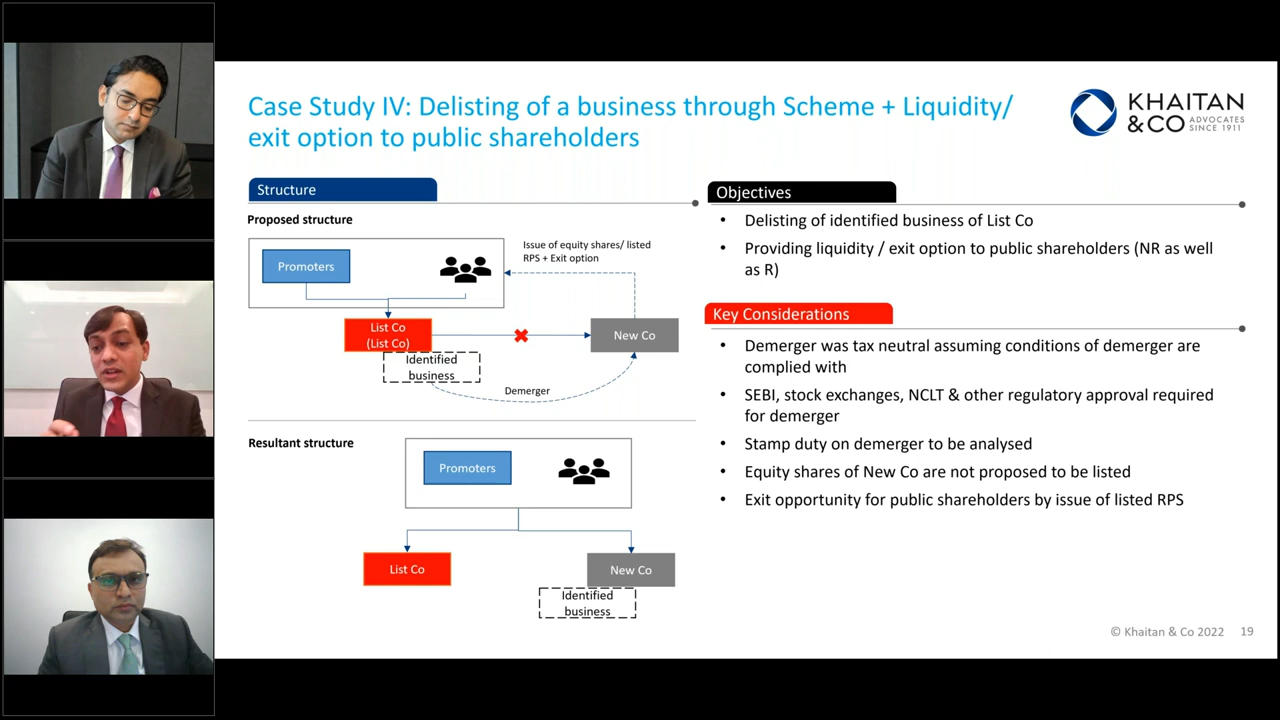 Case Study IV: Delisting of a business through Scheme + Liquidity/
exit option to public shareholders
KHAITAN
& CO
ADVOCATES
SINCE 1911
Structure
Proposed structure
Promoters
Issue of equity shares/ listed
RPS + Exit option
List Co
(List Co)
New Co
Identified
business
Demerger
Resultant structure
Promoters
List Co
New Co
Identified
business
Objectives
• Delisting of identified business of List Co
• Providing liquidity / exit option to public shareholders (NR as well
as R)
Key Considerations
• Demerger was tax neutral assuming conditions of demerger are
complied with
• SEBI, stock exchanges, NCLT & other regulatory approval required
for demerger
• Stamp duty on demerger to be analysed
• Equity shares of New Co are not proposed to be listed
• Exit opportunity for public shareholders by issue of listed RPS
© Khaitan & Co 2022 19